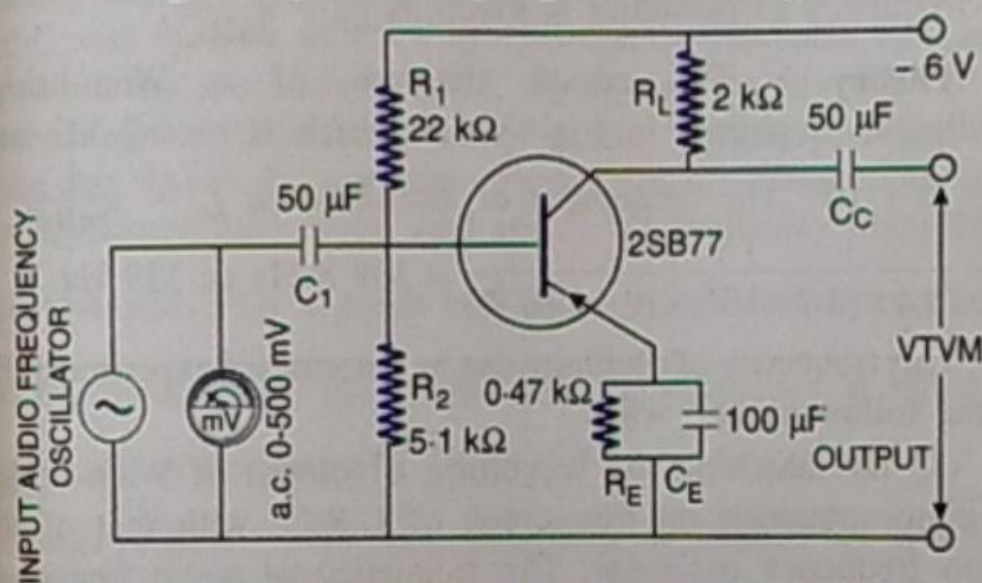 - 6 V
R1
22 kΩ
RL
2 kΩ
50 μF
CC
50 μF
C1
2SB77
INPUT AUDIO FREQUENCY
OSCILLATOR
~
mV
a.c. 0-500 mV
R2
5·1 kΩ
0·47 kΩ
100 μF
RE
CE
VTVM
OUTPUT